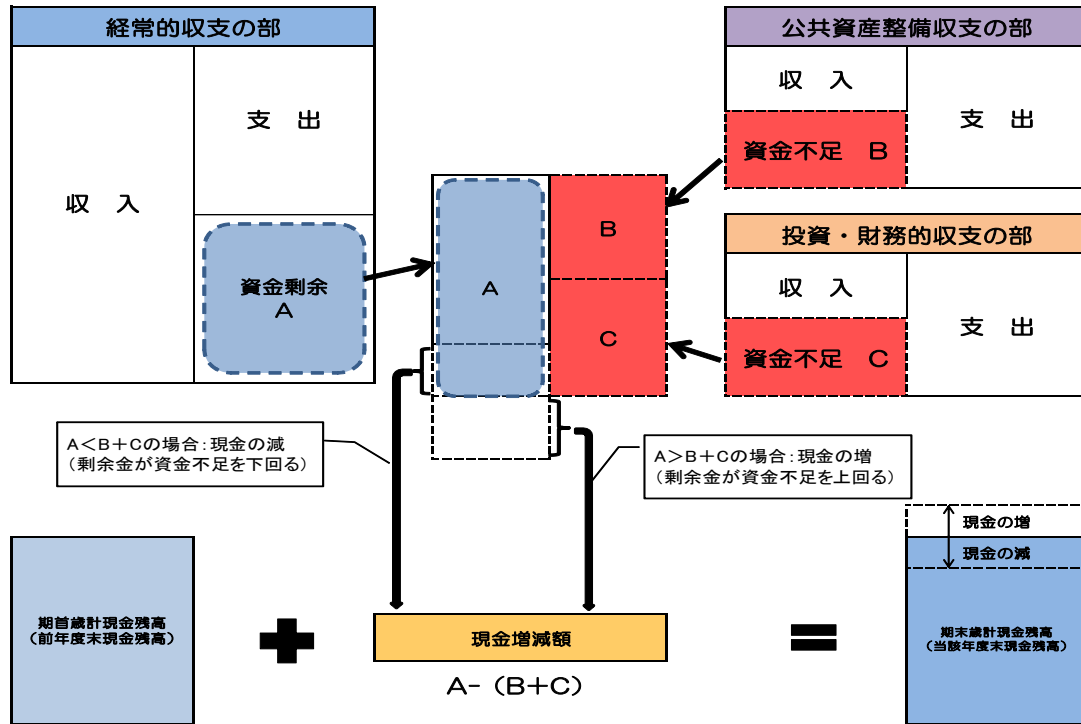 経常的収支の部
収 入
支 出
資金剰余
A
公共資産整備収支の部
収 入
資金不足 B
支 出
投資・財務的収支の部
収 入
資金不足 C
支 出
A
B
C
A<B+Cの場合:現金の減
(剰余金が資金不足を下回る)
A>B+Cの場合:現金の増
(剰余金が資金不足を上回る)
期首歳計現金残高
(前年度末現金残高)
現金増減額
A-(B+C)
現金の増
現金の減
期末歳計現金残高
(当該年度末現金残高)